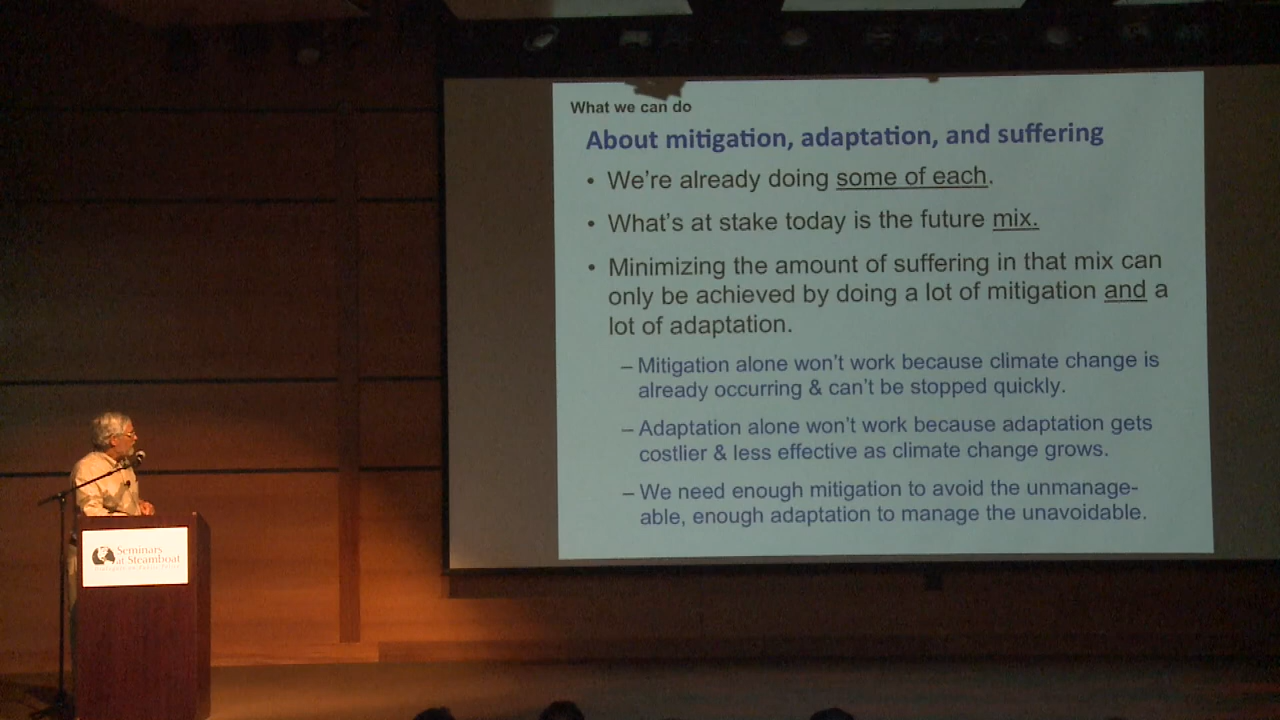 What we can do
About mitigation, adaptation, and suffering
• We're already doing some of each.
• What's at stake today is the future mix.
• Minimizing the amount of suffering in that mix can
only be achieved by doing a lot of mitigation and a
lot of adaptation.
– Mitigation alone won't work because climate change is
already occurring & can't be stopped quickly.
– Adaptation alone won't work because adaptation gets
costlier & less effective as climate change grows.
– We need enough mitigation to avoid the unmanage-
able, enough adaptation to manage the unavoidable.
Seminars
at Steamboat